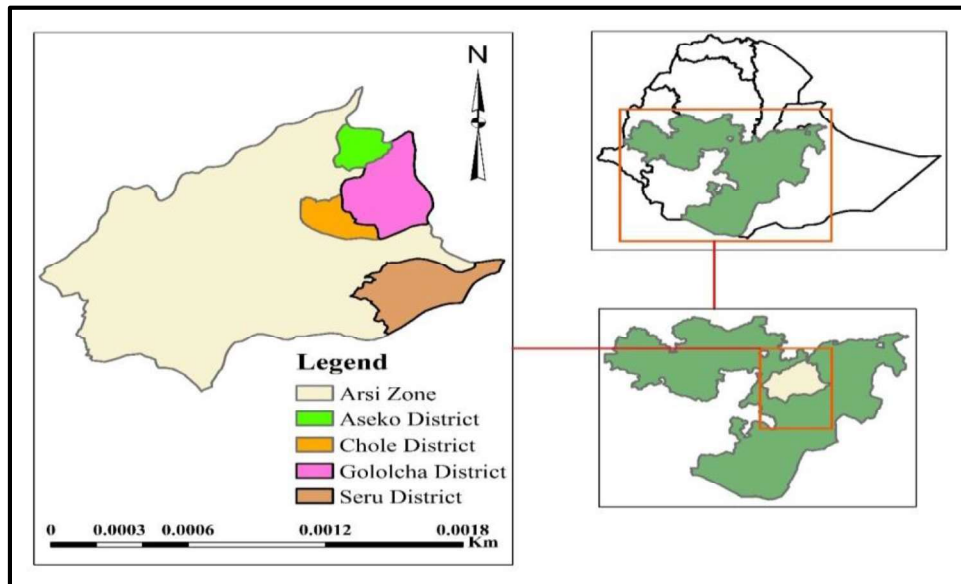 N
Legend
Arsi Zone
Aseko District
Chole District
Gololcha District
Seru District
0 0.0003 0.0006 0.0012 0.0018
Km